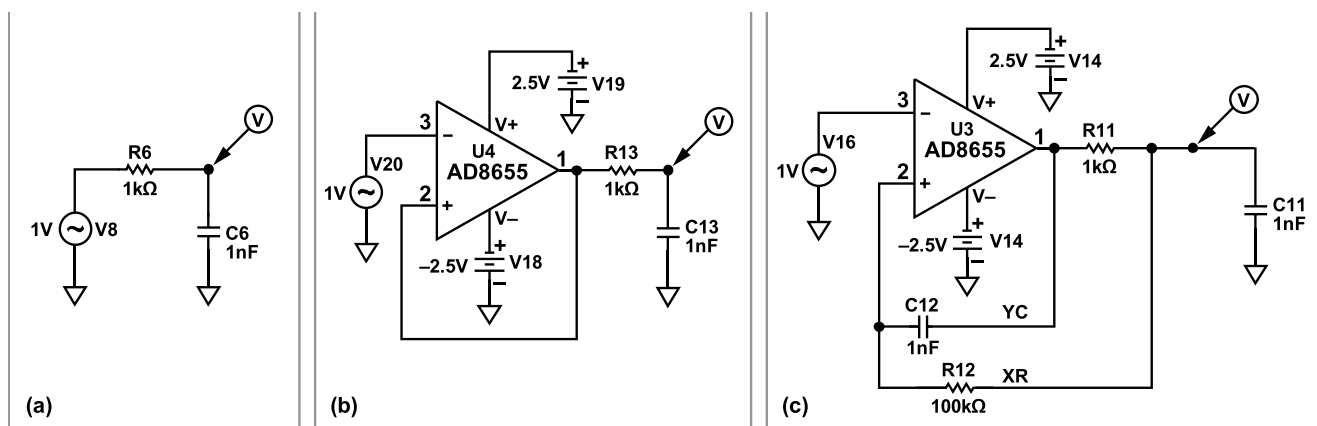 R6
1kΩ
V
1V
V8
C6
1nF
(a)
2.5V
+
V19
−
V+
3
−
U4
AD8655
1
R13
1kΩ
V
V20
1V
2
+
V−
+
−2.5V
V18
−
C13
1nF
(b)
2.5V
+
V14
−
V+
3
−
U3
AD8655
1
R11
1kΩ
V
V16
1V
2
+
V−
+
−2.5V
V14
−
C11
1nF
C12
YC
1nF
R12
XR
100kΩ
(c)